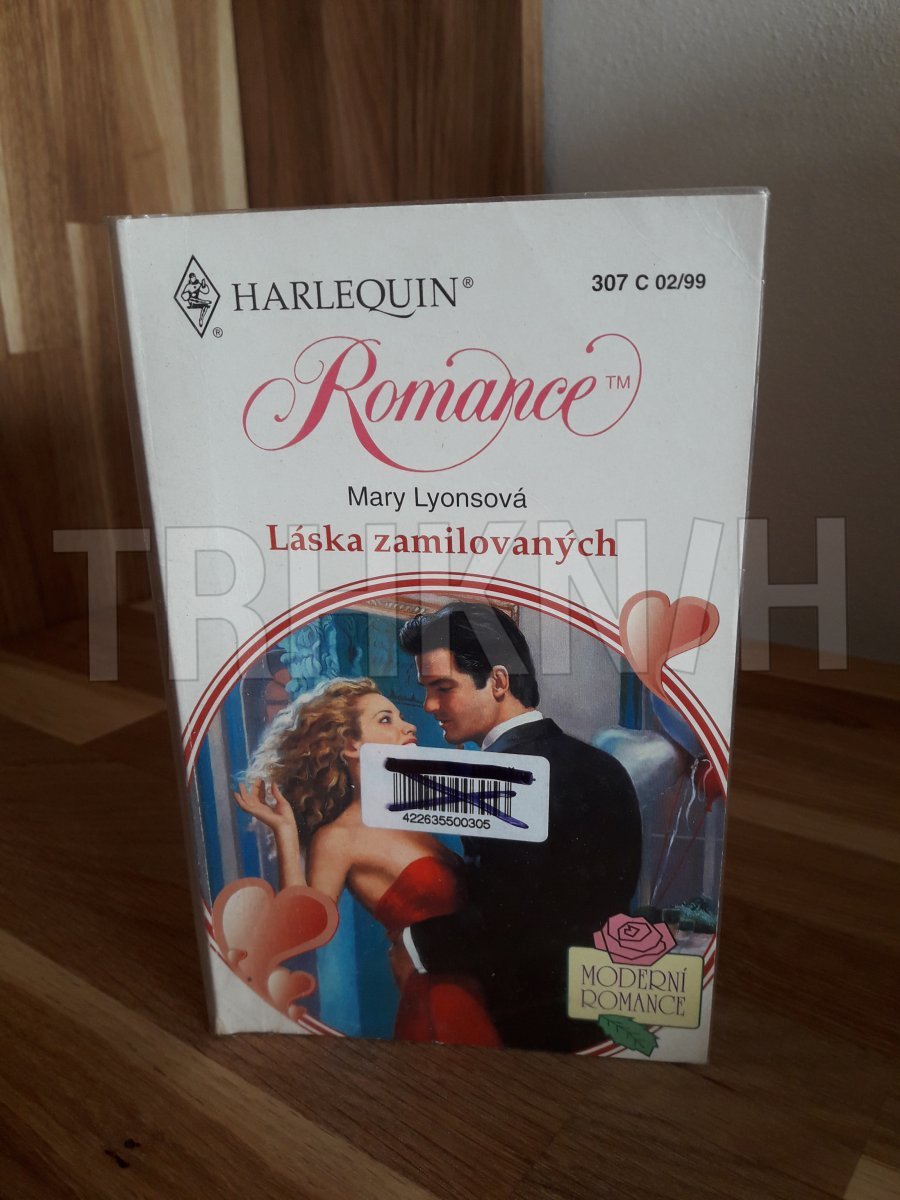 HARLEQUIN®
®
307 C 02/99
Romance™
Mary Lyonsová
Láska zamilovaných
TRHKNIH
422635500305
MODERNÍ
ROMANCE